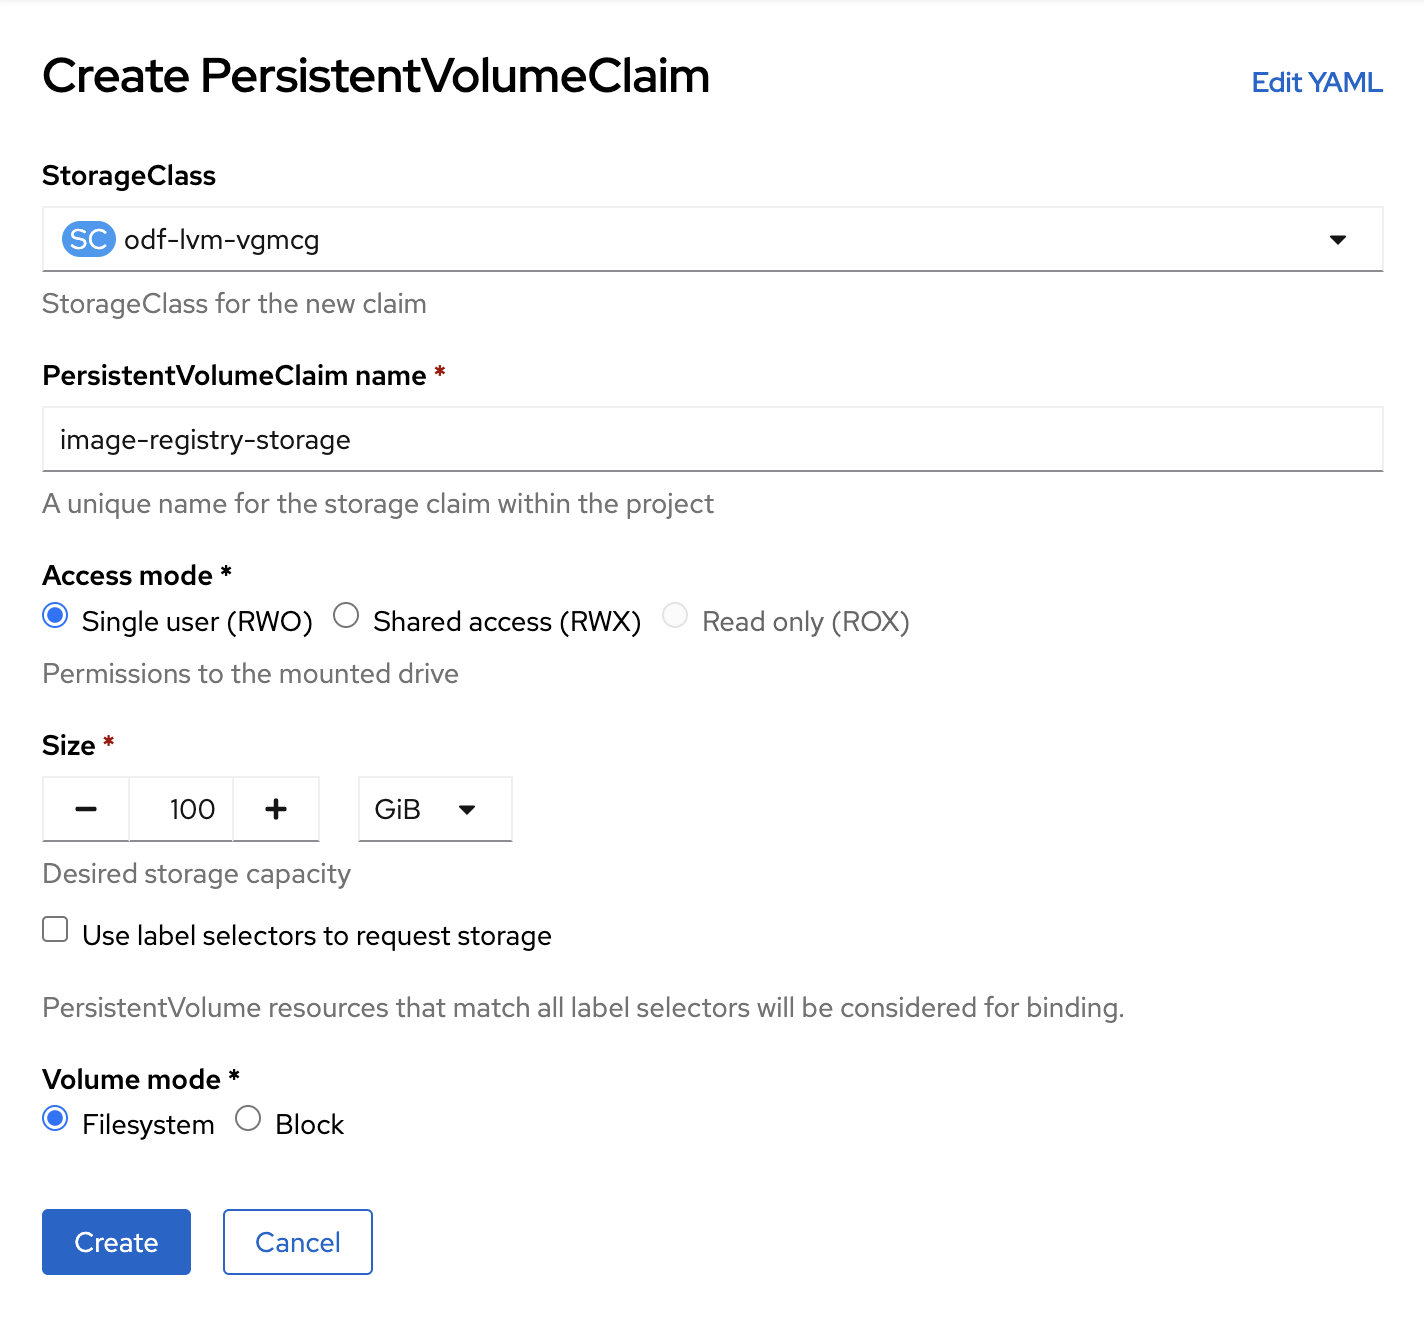 Create PersistentVolumeClaim
Edit YAML
StorageClass
SC odf-lvm-vgmcg
StorageClass for the new claim
PersistentVolumeClaim name *
image-registry-storage
A unique name for the storage claim within the project
Access mode *
Single user (RWO) Shared access (RWX) Read only (ROX)
Permissions to the mounted drive
Size *
100 GiB
Desired storage capacity
Use label selectors to request storage
PersistentVolume resources that match all label selectors will be considered for binding.
Volume mode *
Filesystem Block
Create Cancel